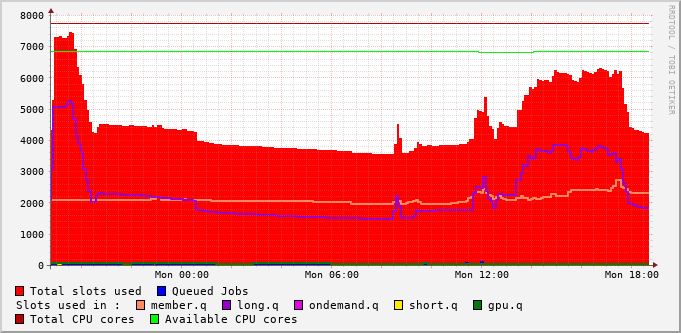 8000
7000
6000
5000
4000
3000
2000
1000
0
Mon 00:00 Mon 06:00 Mon 12:00 Mon 18:00
Total slots used Queued Jobs
Slots used in : member.q long.q ondemand.q short.q gpu.q
Total CPU cores Available CPU cores
RRDTOOL / TOBI OETIKER